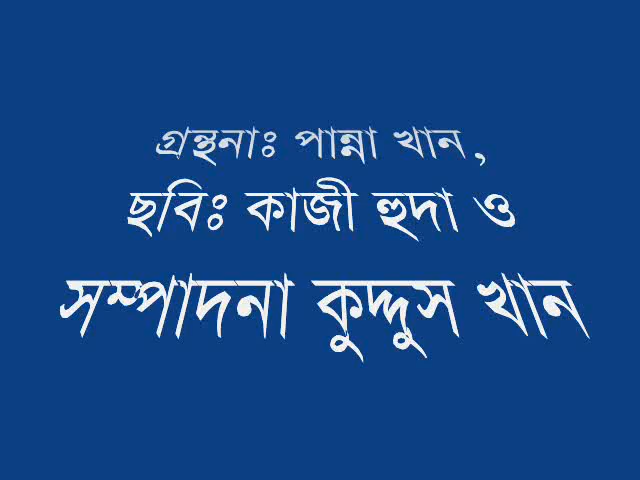 গ্রন্থনাঃ পান্না খান,
ছবিঃ কাজী হুদা ও
সম্পাদনা কুদ্দুস খান